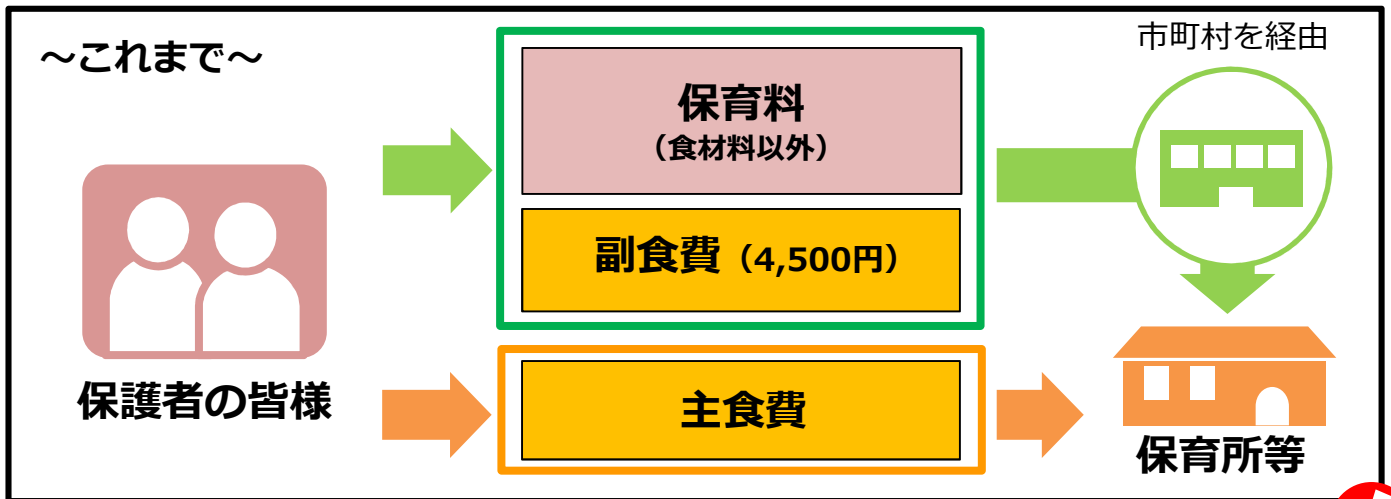 ～これまで～
市町村を経由
保育料
（食材料以外）
副食費（4,500円）
保護者の皆様
主食費
保育所等